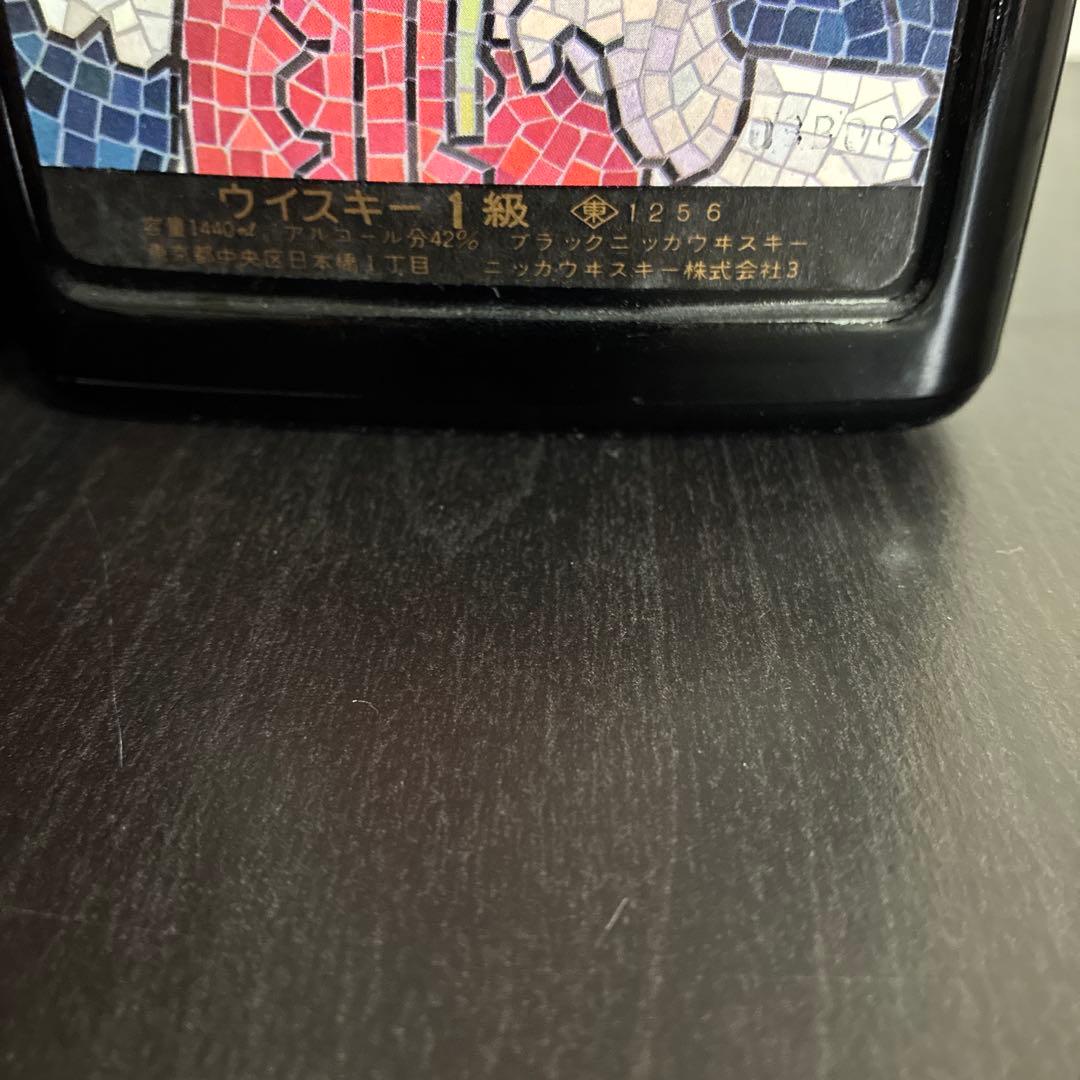 04B08
ウイスキー 1級 東 1256
容量1440㎖ アルコール分42% ブラックニッカウヰスキー
東京都中央区日本橋1丁目 ニッカウヰスキー株式会社3